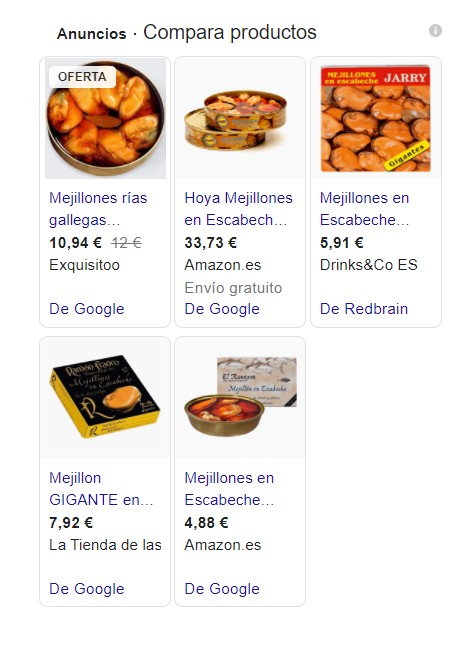 Anuncios · Compara productos
OFERTA
Mejillones rías
gallegas...
10,94 € 12 €
Exquisitoo
De Google
Hoya Mejillones
en Escabech...
33,73 €
Amazon.es
Envío gratuito
De Google
MEJILLONES
en escabeche
JARRY
Gigantes
Mejillones en
Escabeche...
5,91 €
Drinks&Co ES
De Redbrain
Ramón Franco
Mejillones en Escabeche
R
Mejillon
GIGANTE en...
7,92 €
La Tienda de las
De Google
Mejillón en Escabeche
Mejillones en
Escabeche...
4,88 €
Amazon.es
De Google